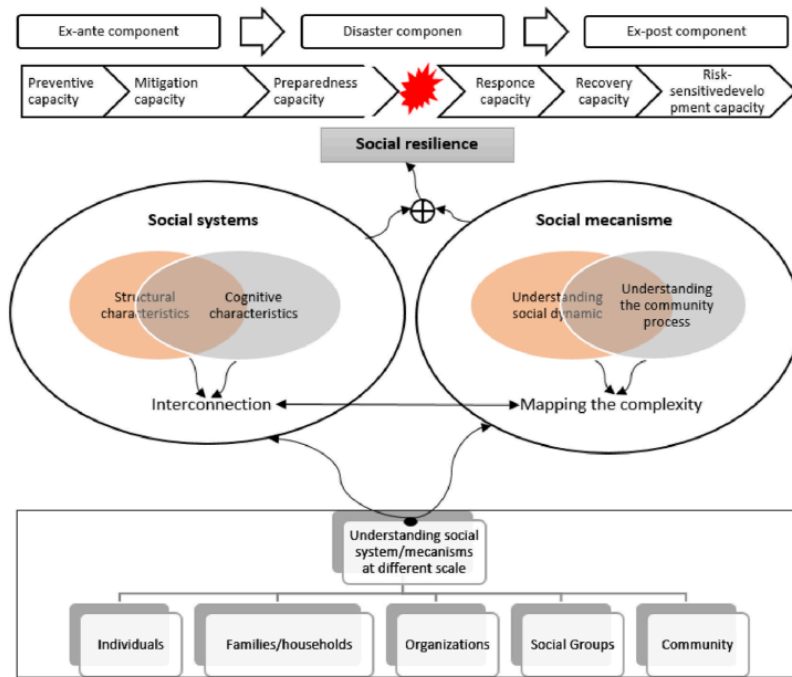 Ex-ante component
Disaster componen
Ex-post component
Preventive
capacity
Mitigation
capacity
Preparedness
capacity
Responce
capacity
Recovery
capacity
Risk-
sensitivedevelo
pment capacity
Social resilience
Social systems
Social mecanisme
Structural
characteristics
Cognitive
characteristics
Understanding
social dynamic
Understanding
the community
process
Interconnection
Mapping the complexity
Understanding social
system/mecanisms
at different scale
Individuals
Families/households
Organizations
Social Groups
Community